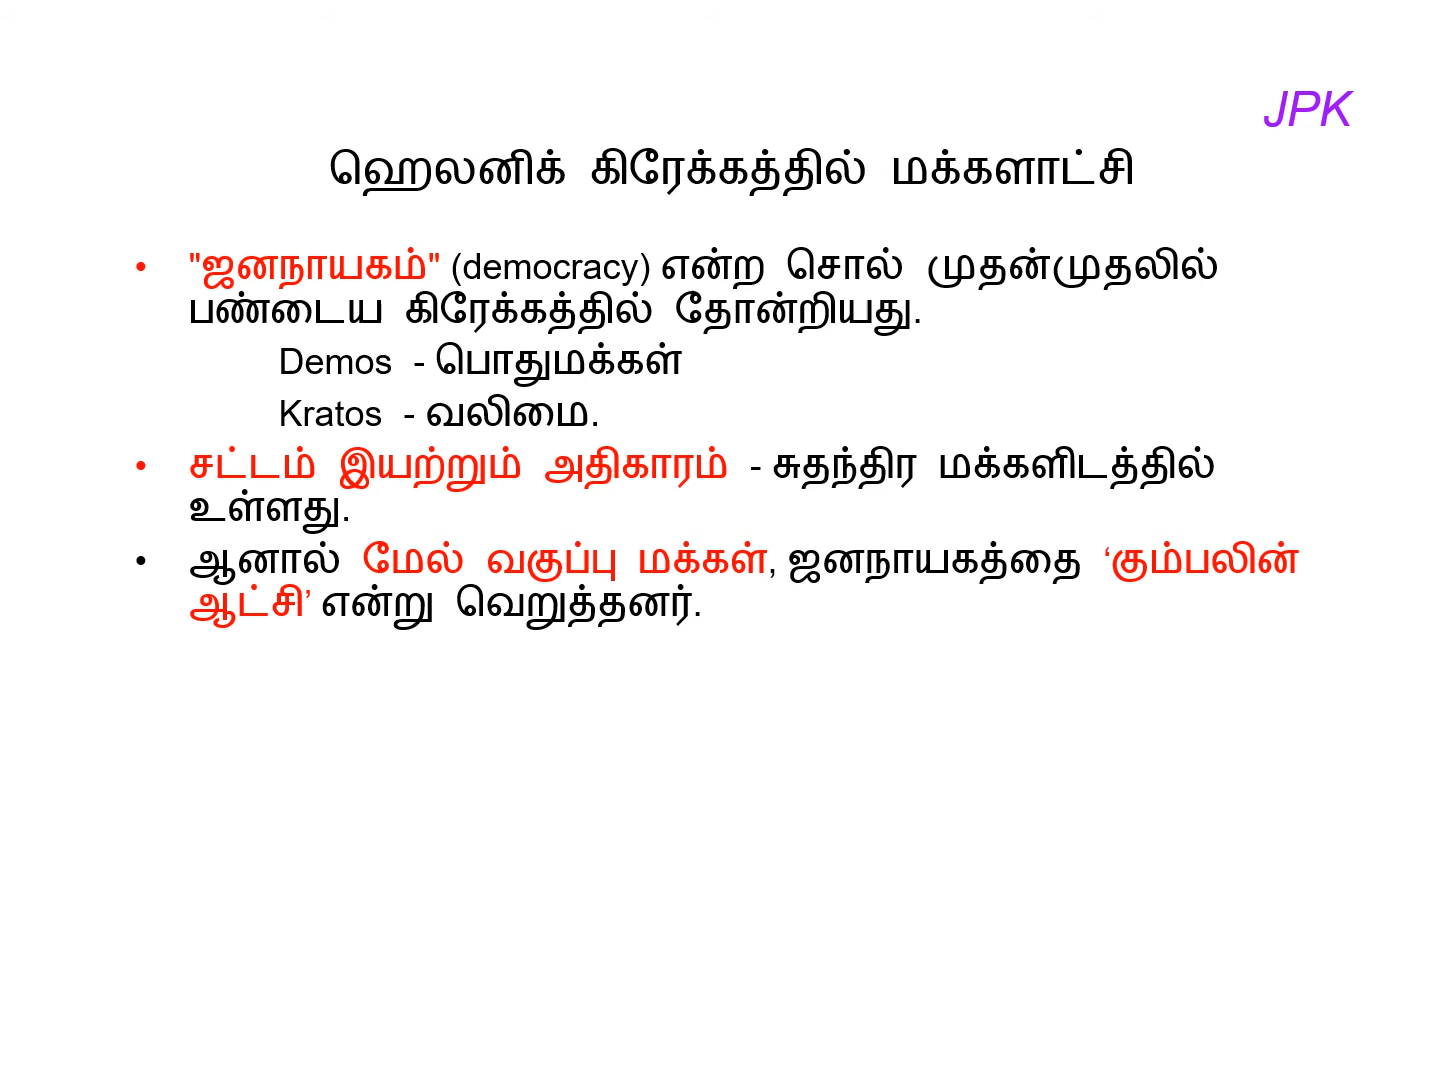 JPK
ஹெலனிக் கிரேக்கத்தில் மக்களாட்சி
• "ஜனநாயகம்" (democracy) என்ற சொல் முதன்முதலில்
பண்டைய கிரேக்கத்தில் தோன்றியது.
Demos - பொதுமக்கள்
Kratos - வலிமை.
• சட்டம் இயற்றும் அதிகாரம் - சுதந்திர மக்களிடத்தில்
உள்ளது.
• ஆனால் மேல் வகுப்பு மக்கள், ஜனநாயகத்தை ‘கும்பலின்
ஆட்சி’ என்று வெறுத்தனர்.